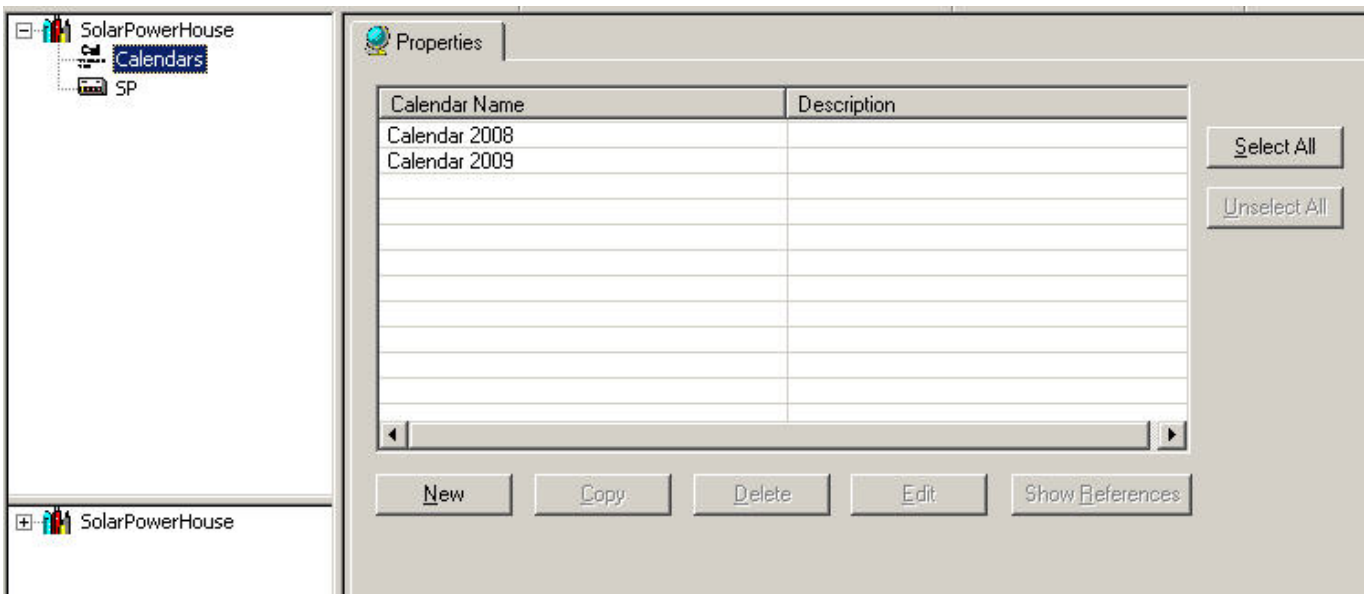 SolarPowerHouse
Calendars
SP
SolarPowerHouse
Properties
Calendar Name Description
Calendar 2008
Calendar 2009
Select All
Unselect All
New Copy Delete Edit Show References